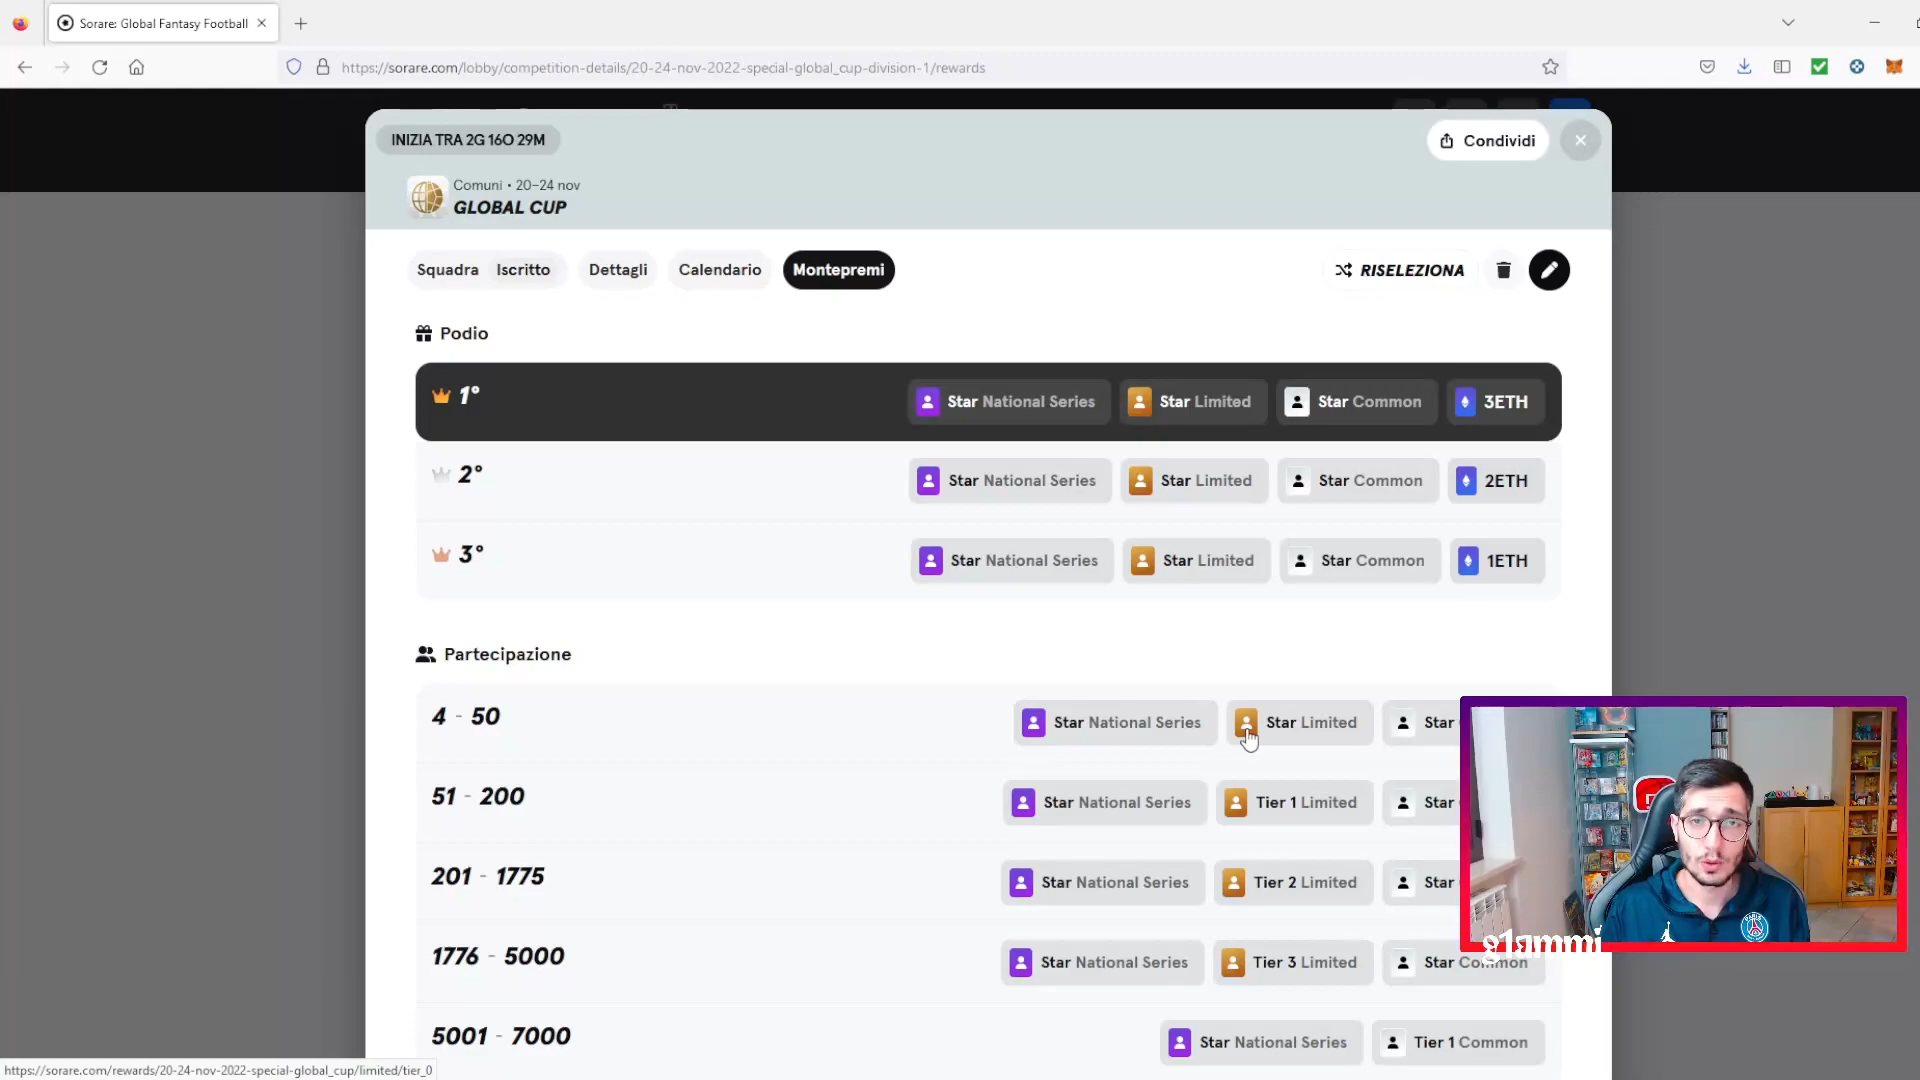 Sorare: Global Fantasy Football
https://sorare.com/lobby/competition-details/20-24-nov-2022-special-global_cup-division-1/rewards
INIZIA TRA 2G 16O 29M
Condividi
Comuni • 20–24 nov
GLOBAL CUP
Squadra Iscritto Dettagli Calendario Montepremi RISELEZIONA
Podio
1° Star National Series Star Limited Star Common 3ETH
2° Star National Series Star Limited Star Common 2ETH
3° Star National Series Star Limited Star Common 1ETH
Partecipazione
4 - 50 Star National Series Star Limited Star
51 - 200 Star National Series Tier 1 Limited Star
201 - 1775 Star National Series Tier 2 Limited Star
1776 - 5000 Star National Series Tier 3 Limited Star Common
5001 - 7000 Star National Series Tier 1 Common
g1ammi
PARIS
https://sorare.com/rewards/20-24-nov-2022-special-global_cup/limited/tier_0